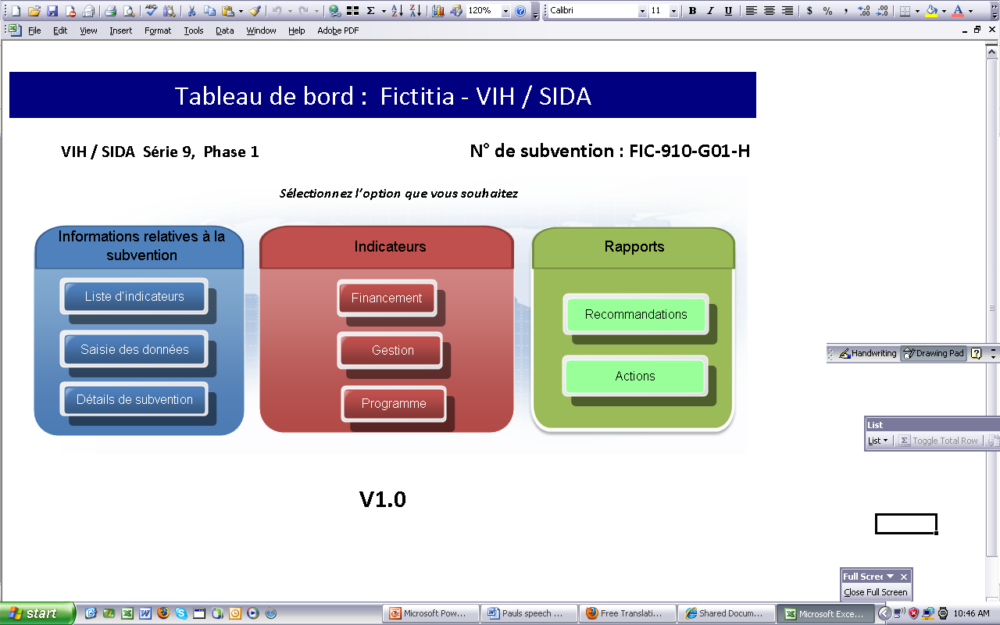 120%
Calibri
11
B I U
$ %
File Edit View Insert Format Tools Data Window Help Adobe PDF
Tableau de bord : Fictitia - VIH / SIDA
VIH / SIDA Série 9, Phase 1
N° de subvention : FIC-910-G01-H
Sélectionnez l'option que vous souhaitez
Informations relatives à la
subvention
Liste d'indicateurs
Saisie des données
Détails de subvention
Indicateurs
Financement
Gestion
Programme
Rapports
Recommandations
Actions
V1.0
Handwriting Drawing Pad
List
List Σ Toggle Total Row
Full Scree
Close Full Screen
start
Microsoft Pow...
Pauls speech ...
Free Translati...
Shared Docum...
Microsoft Exce...
10:46 AM